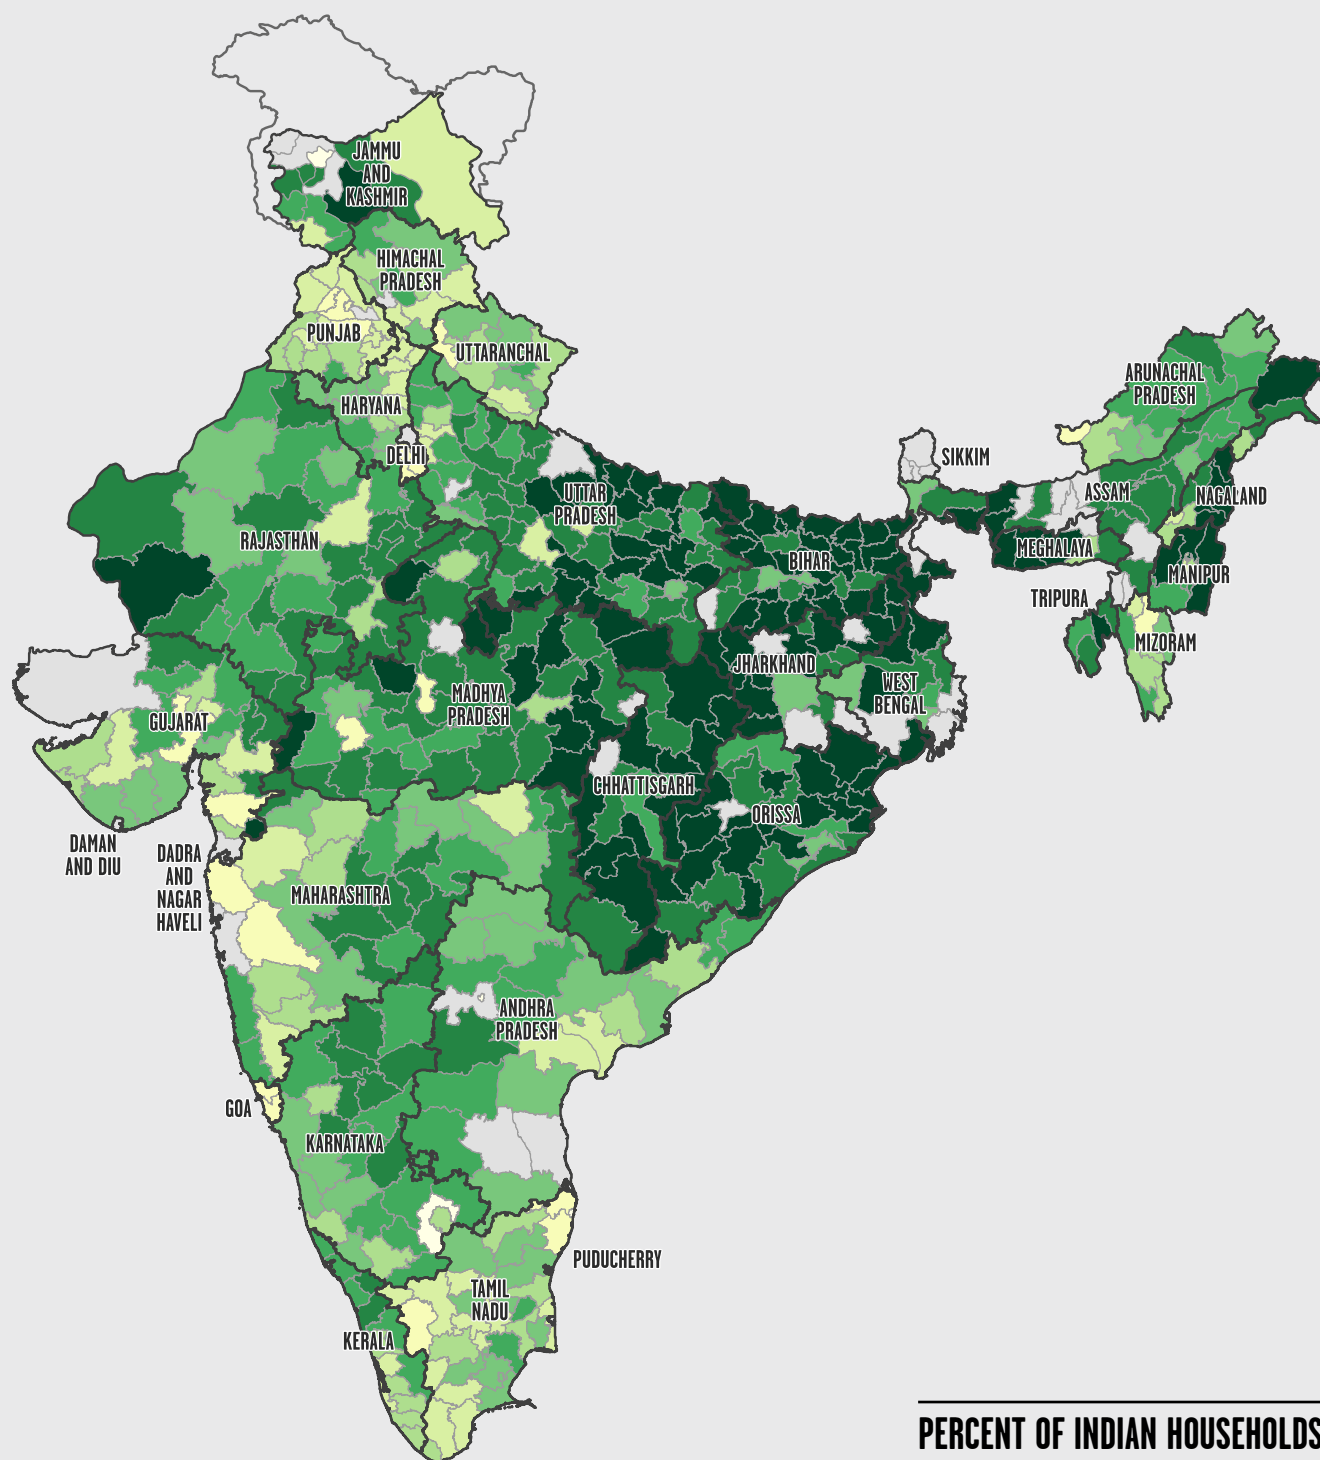 JAMMU
AND
KASHMIR
HIMACHAL
PRADESH
PUNJAB
UTTARANCHAL
HARYANA
DELHI
ARUNACHAL
PRADESH
SIKKIM
ASSAM
NAGALAND
UTTAR
PRADESH
RAJASTHAN
BIHAR
MEGHALAYA
MANIPUR
TRIPURA
MIZORAM
JHARKHAND
WEST
BENGAL
MADHYA
PRADESH
GUJARAT
CHHATTISGARH
ORISSA
DAMAN
AND DIU
DADRA
AND
NAGAR
HAVELI
MAHARASHTRA
ANDHRA
PRADESH
GOA
KARNATAKA
PUDUCHERRY
TAMIL
NADU
KERALA
PERCENT OF INDIAN HOUSEHOLDS